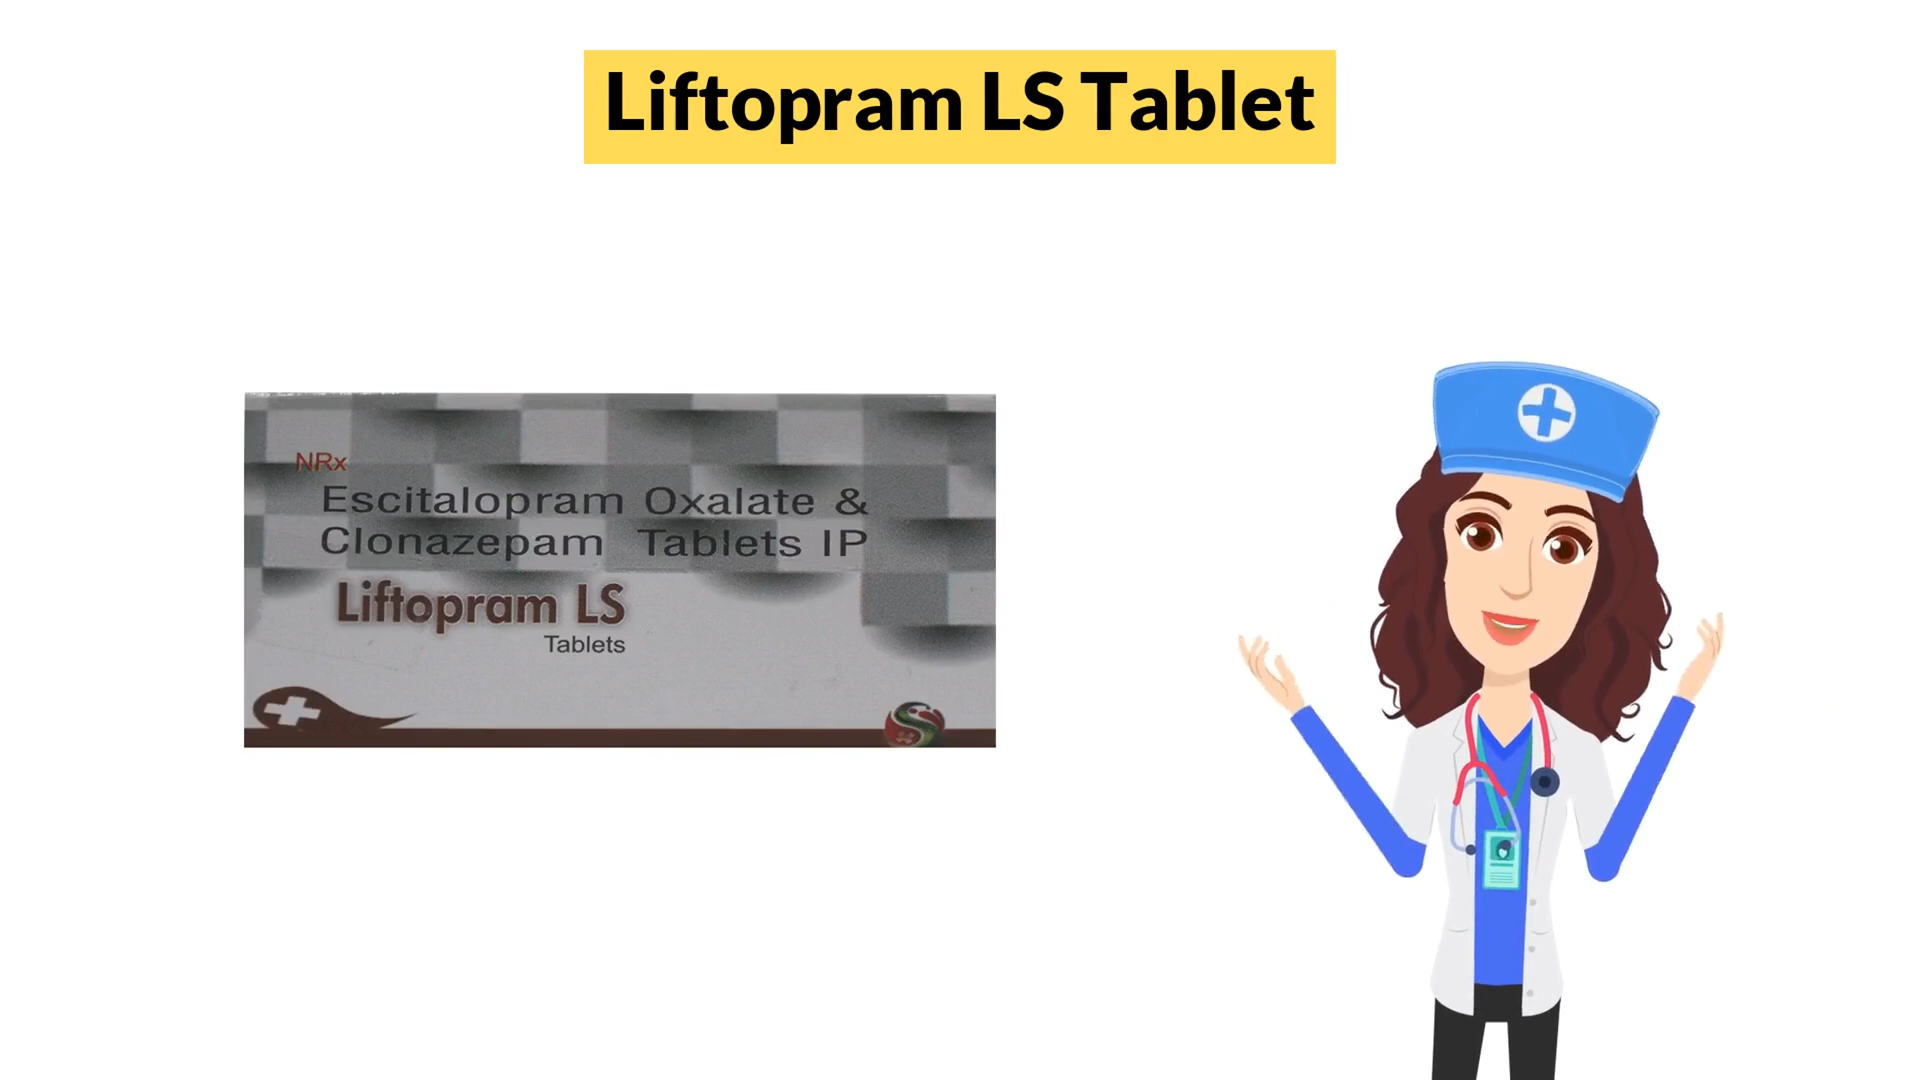 Liftopram LS Tablet
NRx
Escitalopram Oxalate &
Clonazepam Tablets IP
Liftopram LS
Tablets